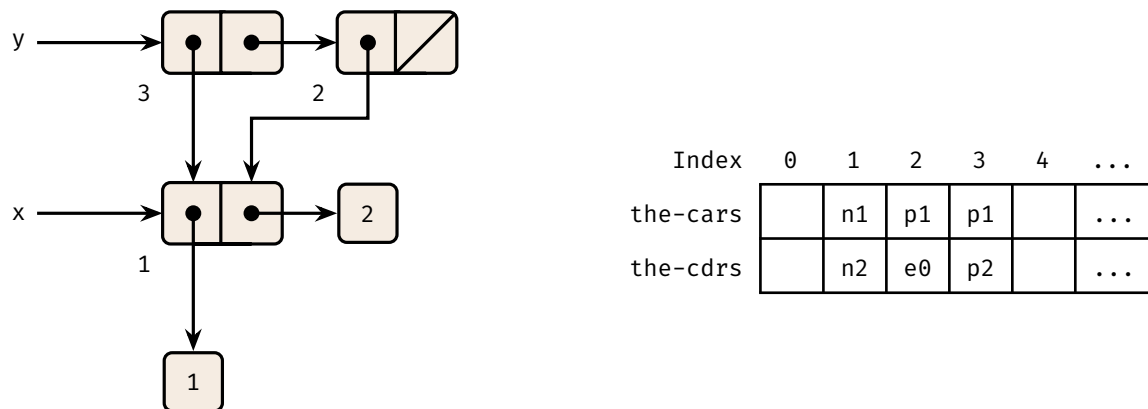 y
3 2
x 2
1
1
Index 0 1 2 3 4 ...
the-cars n1 p1 p1 ...
the-cdrs n2 e0 p2 ...